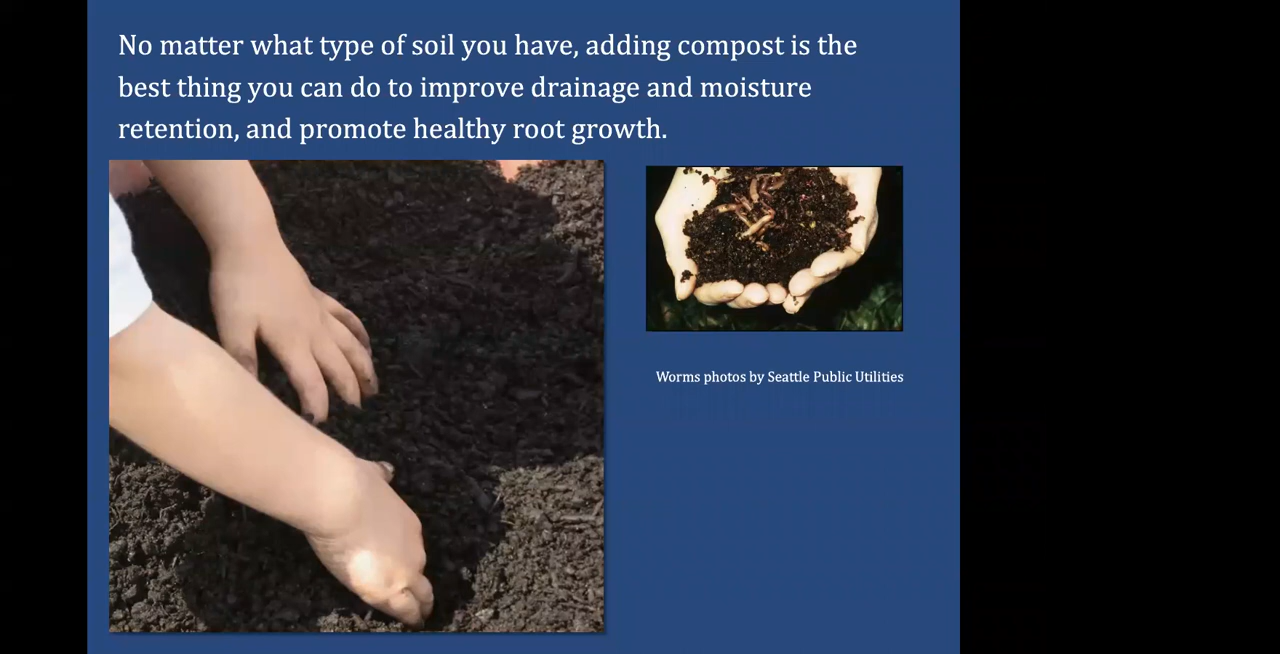 No matter what type of soil you have, adding compost is the
best thing you can do to improve drainage and moisture
retention, and promote healthy root growth.
Worms photos by Seattle Public Utilities